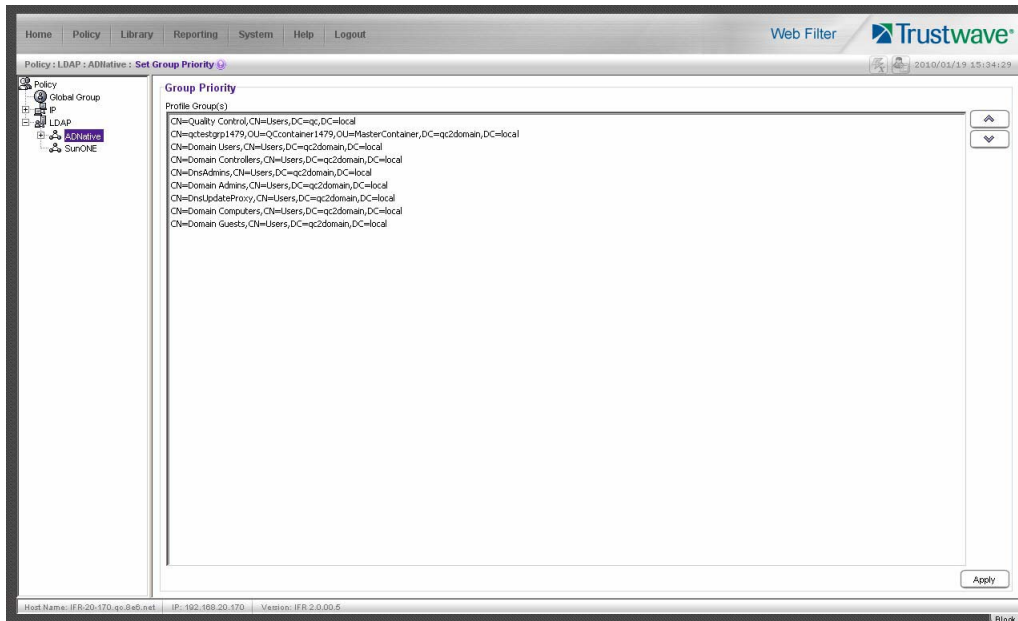 Home Policy Library Reporting System Help Logout Web Filter Trustwave®
Policy : LDAP : ADNative : Set Group Priority 2010/01/19 15:34:29
Policy
Global Group
IP
LDAP
ADNative
SunONE
Group Priority
Profile Group(s)
CN=Quality Control,CN=Users,DC=qc,DC=local
CN=qctestgrp1479,OU=QCcontainer1479,OU=MasterContainer,DC=qc2domain,DC=local
CN=Domain Users,CN=Users,DC=qc2domain,DC=local
CN=Domain Controllers,CN=Users,DC=qc2domain,DC=local
CN=DnsAdmins,CN=Users,DC=qc2domain,DC=local
CN=Domain Admins,CN=Users,DC=qc2domain,DC=local
CN=DnsUpdateProxy,CN=Users,DC=qc2domain,DC=local
CN=Domain Computers,CN=Users,DC=qc2domain,DC=local
CN=Domain Guests,CN=Users,DC=qc2domain,DC=local
Apply
Host Name: IFR-20-170.qo.8e6.net IP: 192.168.20.170 Version: IFR 2.0.00.5